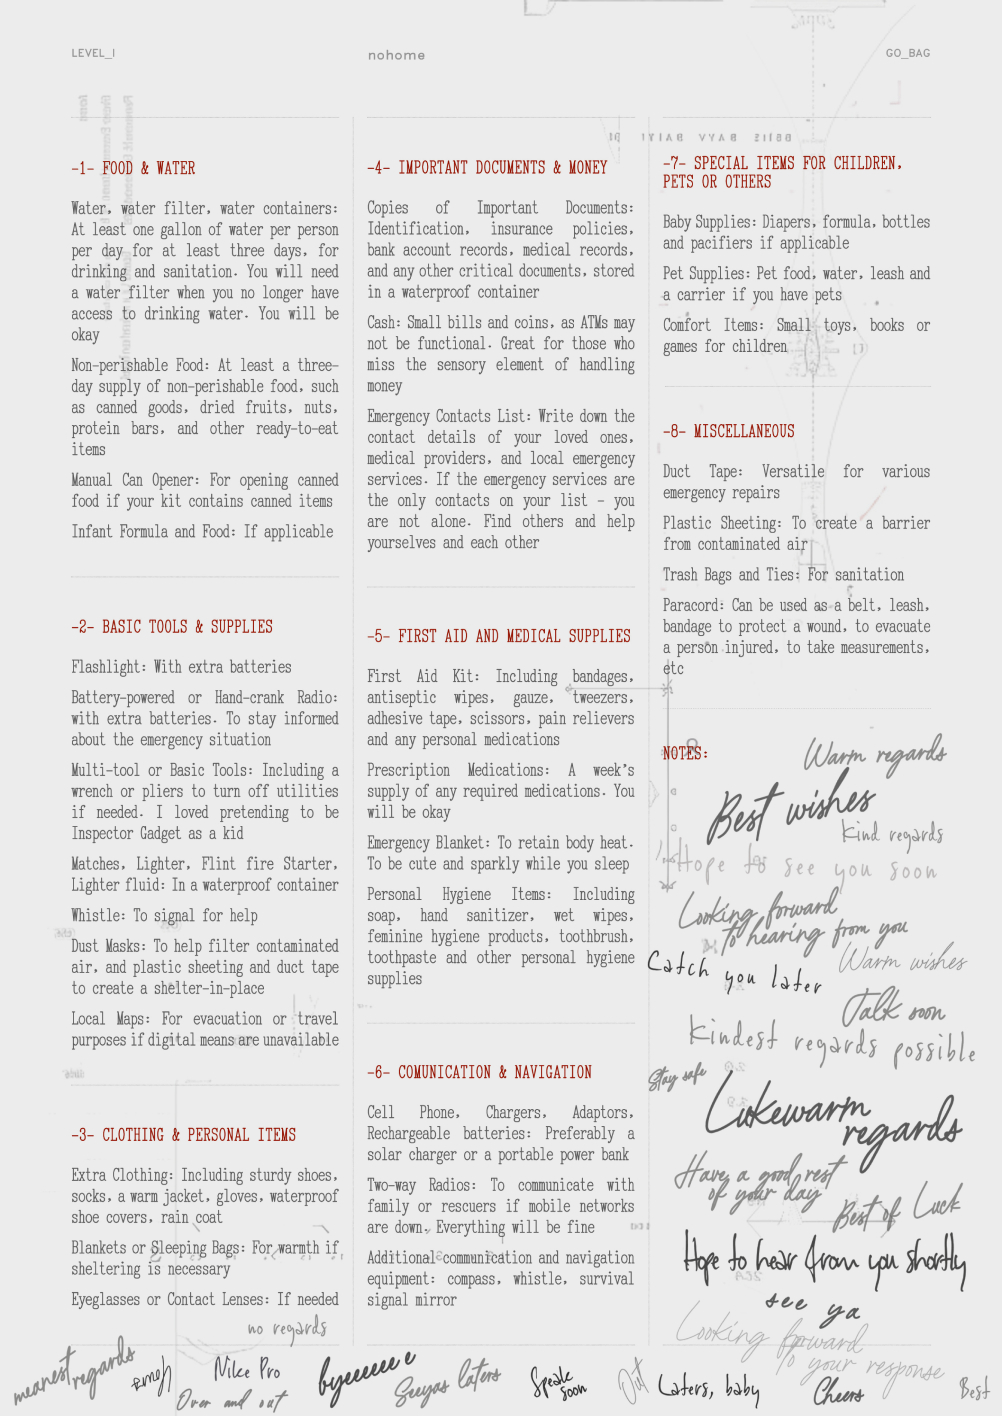 LEVEL_I
nohome
GO_BAG
-1- FOOD & WATER
Water, water filter, water containers:
At least one gallon of water per person
per day for at least three days, for
drinking and sanitation. You will need
a water filter when you no longer have
access to drinking water. You will be
okay
Non-perishable Food: At least a three-
day supply of non-perishable food, such
as canned goods, dried fruits, nuts,
protein bars, and other ready-to-eat
items
Manual Can Opener: For opening canned
food if your kit contains canned items
Infant Formula and Food: If applicable
-2- BASIC TOOLS & SUPPLIES
Flashlight: With extra batteries
Battery-powered or Hand-crank Radio:
with extra batteries. To stay informed
about the emergency situation
Multi-tool or Basic Tools: Including a
wrench or pliers to turn off utilities
if needed. I loved pretending to be
Inspector Gadget as a kid
Matches, Lighter, Flint fire Starter,
Lighter fluid: In a waterproof container
Whistle: To signal for help
Dust Masks: To help filter contaminated
air, and plastic sheeting and duct tape
to create a shelter-in-place
Local Maps: For evacuation or travel
purposes if digital means are unavailable
-3- CLOTHING & PERSONAL ITEMS
Extra Clothing: Including sturdy shoes,
socks, a warm jacket, gloves, waterproof
shoe covers, rain coat
Blankets or Sleeping Bags: For warmth if
sheltering is necessary
Eyeglasses or Contact Lenses: If needed
-4- IMPORTANT DOCUMENTS & MONEY
Copies of Important Documents:
Identification, insurance policies,
bank account records, medical records,
and any other critical documents, stored
in a waterproof container
Cash: Small bills and coins, as ATMs may
not be functional. Great for those who
miss the sensory element of handling
money
Emergency Contacts List: Write down the
contact details of your loved ones,
medical providers, and local emergency
services. If the emergency services are
the only contacts on your list - you
are not alone. Find others and help
yourselves and each other
-5- FIRST AID AND MEDICAL SUPPLIES
First Aid Kit: Including bandages,
antiseptic wipes, gauze, tweezers,
adhesive tape, scissors, pain relievers
and any personal medications
Prescription Medications: A week's
supply of any required medications. You
will be okay
Emergency Blanket: To retain body heat.
To be cute and sparkly while you sleep
Personal Hygiene Items: Including
soap, hand sanitizer, wet wipes,
feminine hygiene products, toothbrush,
toothpaste and other personal hygiene
supplies
-6- COMUNICATION & NAVIGATION
Cell Phone, Chargers, Adaptors,
Rechargeable batteries: Preferably a
solar charger or a portable power bank
Two-way Radios: To communicate with
family or rescuers if mobile networks
are down. Everything will be fine
Additional communication and navigation
equipment: compass, whistle, survival
signal mirror
-7- SPECIAL ITEMS FOR CHILDREN,
PETS OR OTHERS
Baby Supplies: Diapers, formula, bottles
and pacifiers if applicable
Pet Supplies: Pet food, water, leash and
a carrier if you have pets
Comfort Items: Small toys, books or
games for children
-8- MISCELLANEOUS
Duct Tape: Versatile for various
emergency repairs
Plastic Sheeting: To create a barrier
from contaminated air
Trash Bags and Ties: For sanitation
Paracord: Can be used as a belt, leash,
bandage to protect a wound, to evacuate
a person injured, to take measurements,
etc
NOTES:
Warm regards
Best wishes
Kind regards
Hope to see you soon
Looking forward
to hearing from you
Catch you later
Warm wishes
Talk soon
Kindest regards possible
Stay safe
Lukewarm
regards
Have a good rest
of your day
Best of Luck
Hope to hear from you shortly
see ya
Looking forward
to your response
no regards
meanest
regards
Nike Pro
Over and out
byeeeeee
Seeyas laters
Speak
soon
Out
Laters, baby
Cheers
Best